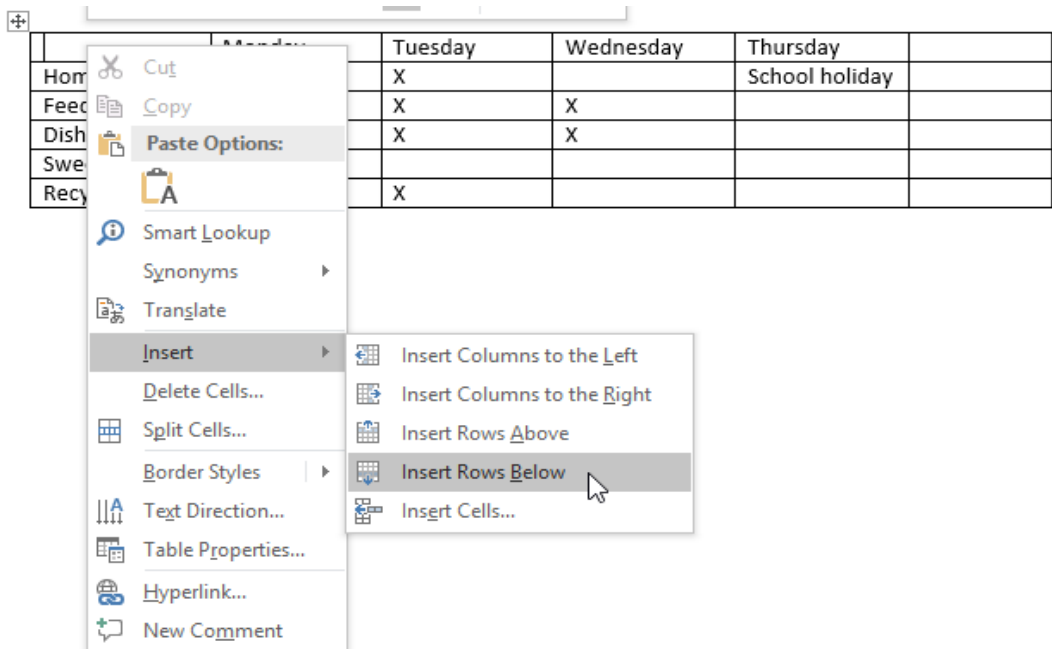 Monday Tuesday Wednesday Thursday
X School holiday
X X
X X
X
Cut
Copy
Paste Options:
A
Smart Lookup
Synonyms
Translate
Insert
Delete Cells...
Split Cells...
Border Styles
Text Direction...
Table Properties...
Hyperlink...
New Comment
Insert Columns to the Left
Insert Columns to the Right
Insert Rows Above
Insert Rows Below
Insert Cells...